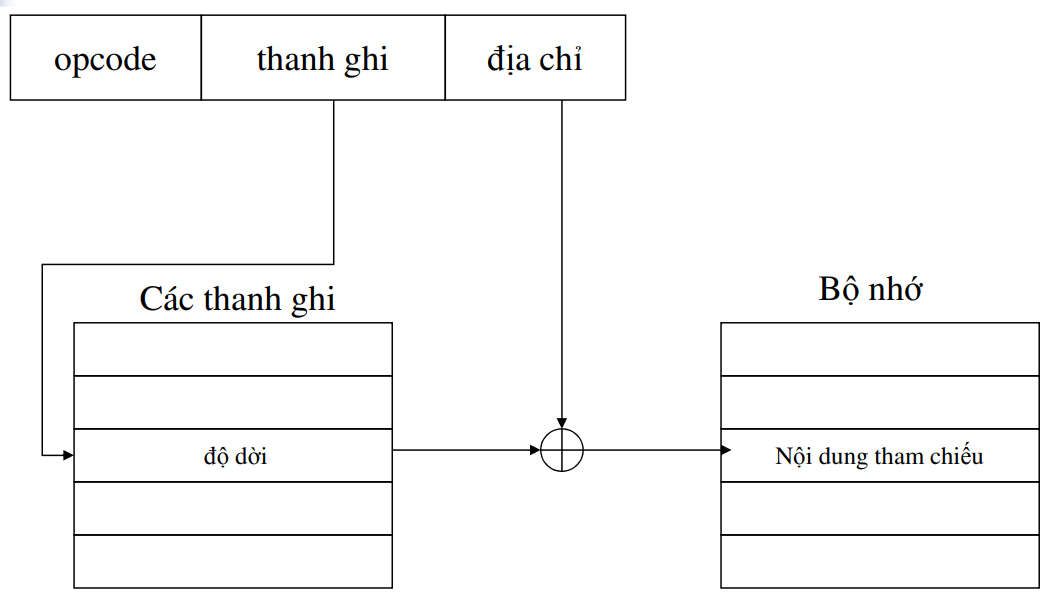 opcode
thanh ghi
địa chỉ
Các thanh ghi
Bộ nhớ
độ dời
Nội dung tham chiếu